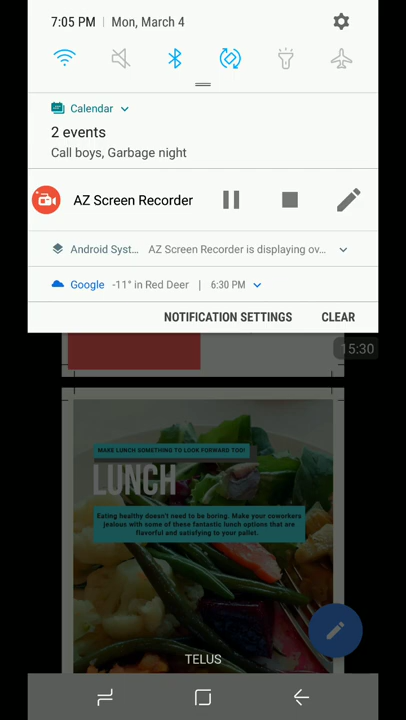 7:05 PM | Mon, March 4
Calendar
2 events
Call boys, Garbage night
AZ Screen Recorder
Android Syst... AZ Screen Recorder is displaying ov...
Google -11° in Red Deer | 6:30 PM
NOTIFICATION SETTINGS CLEAR
15:30
MAKE LUNCH SOMETHING TO LOOK FORWARD TOO!
LUNCH
Eating healthy doesn't need to be boring. Make your coworkers
jealous with some of these fantastic lunch options that are
flavorful and satisfying to your pallet.
TELUS